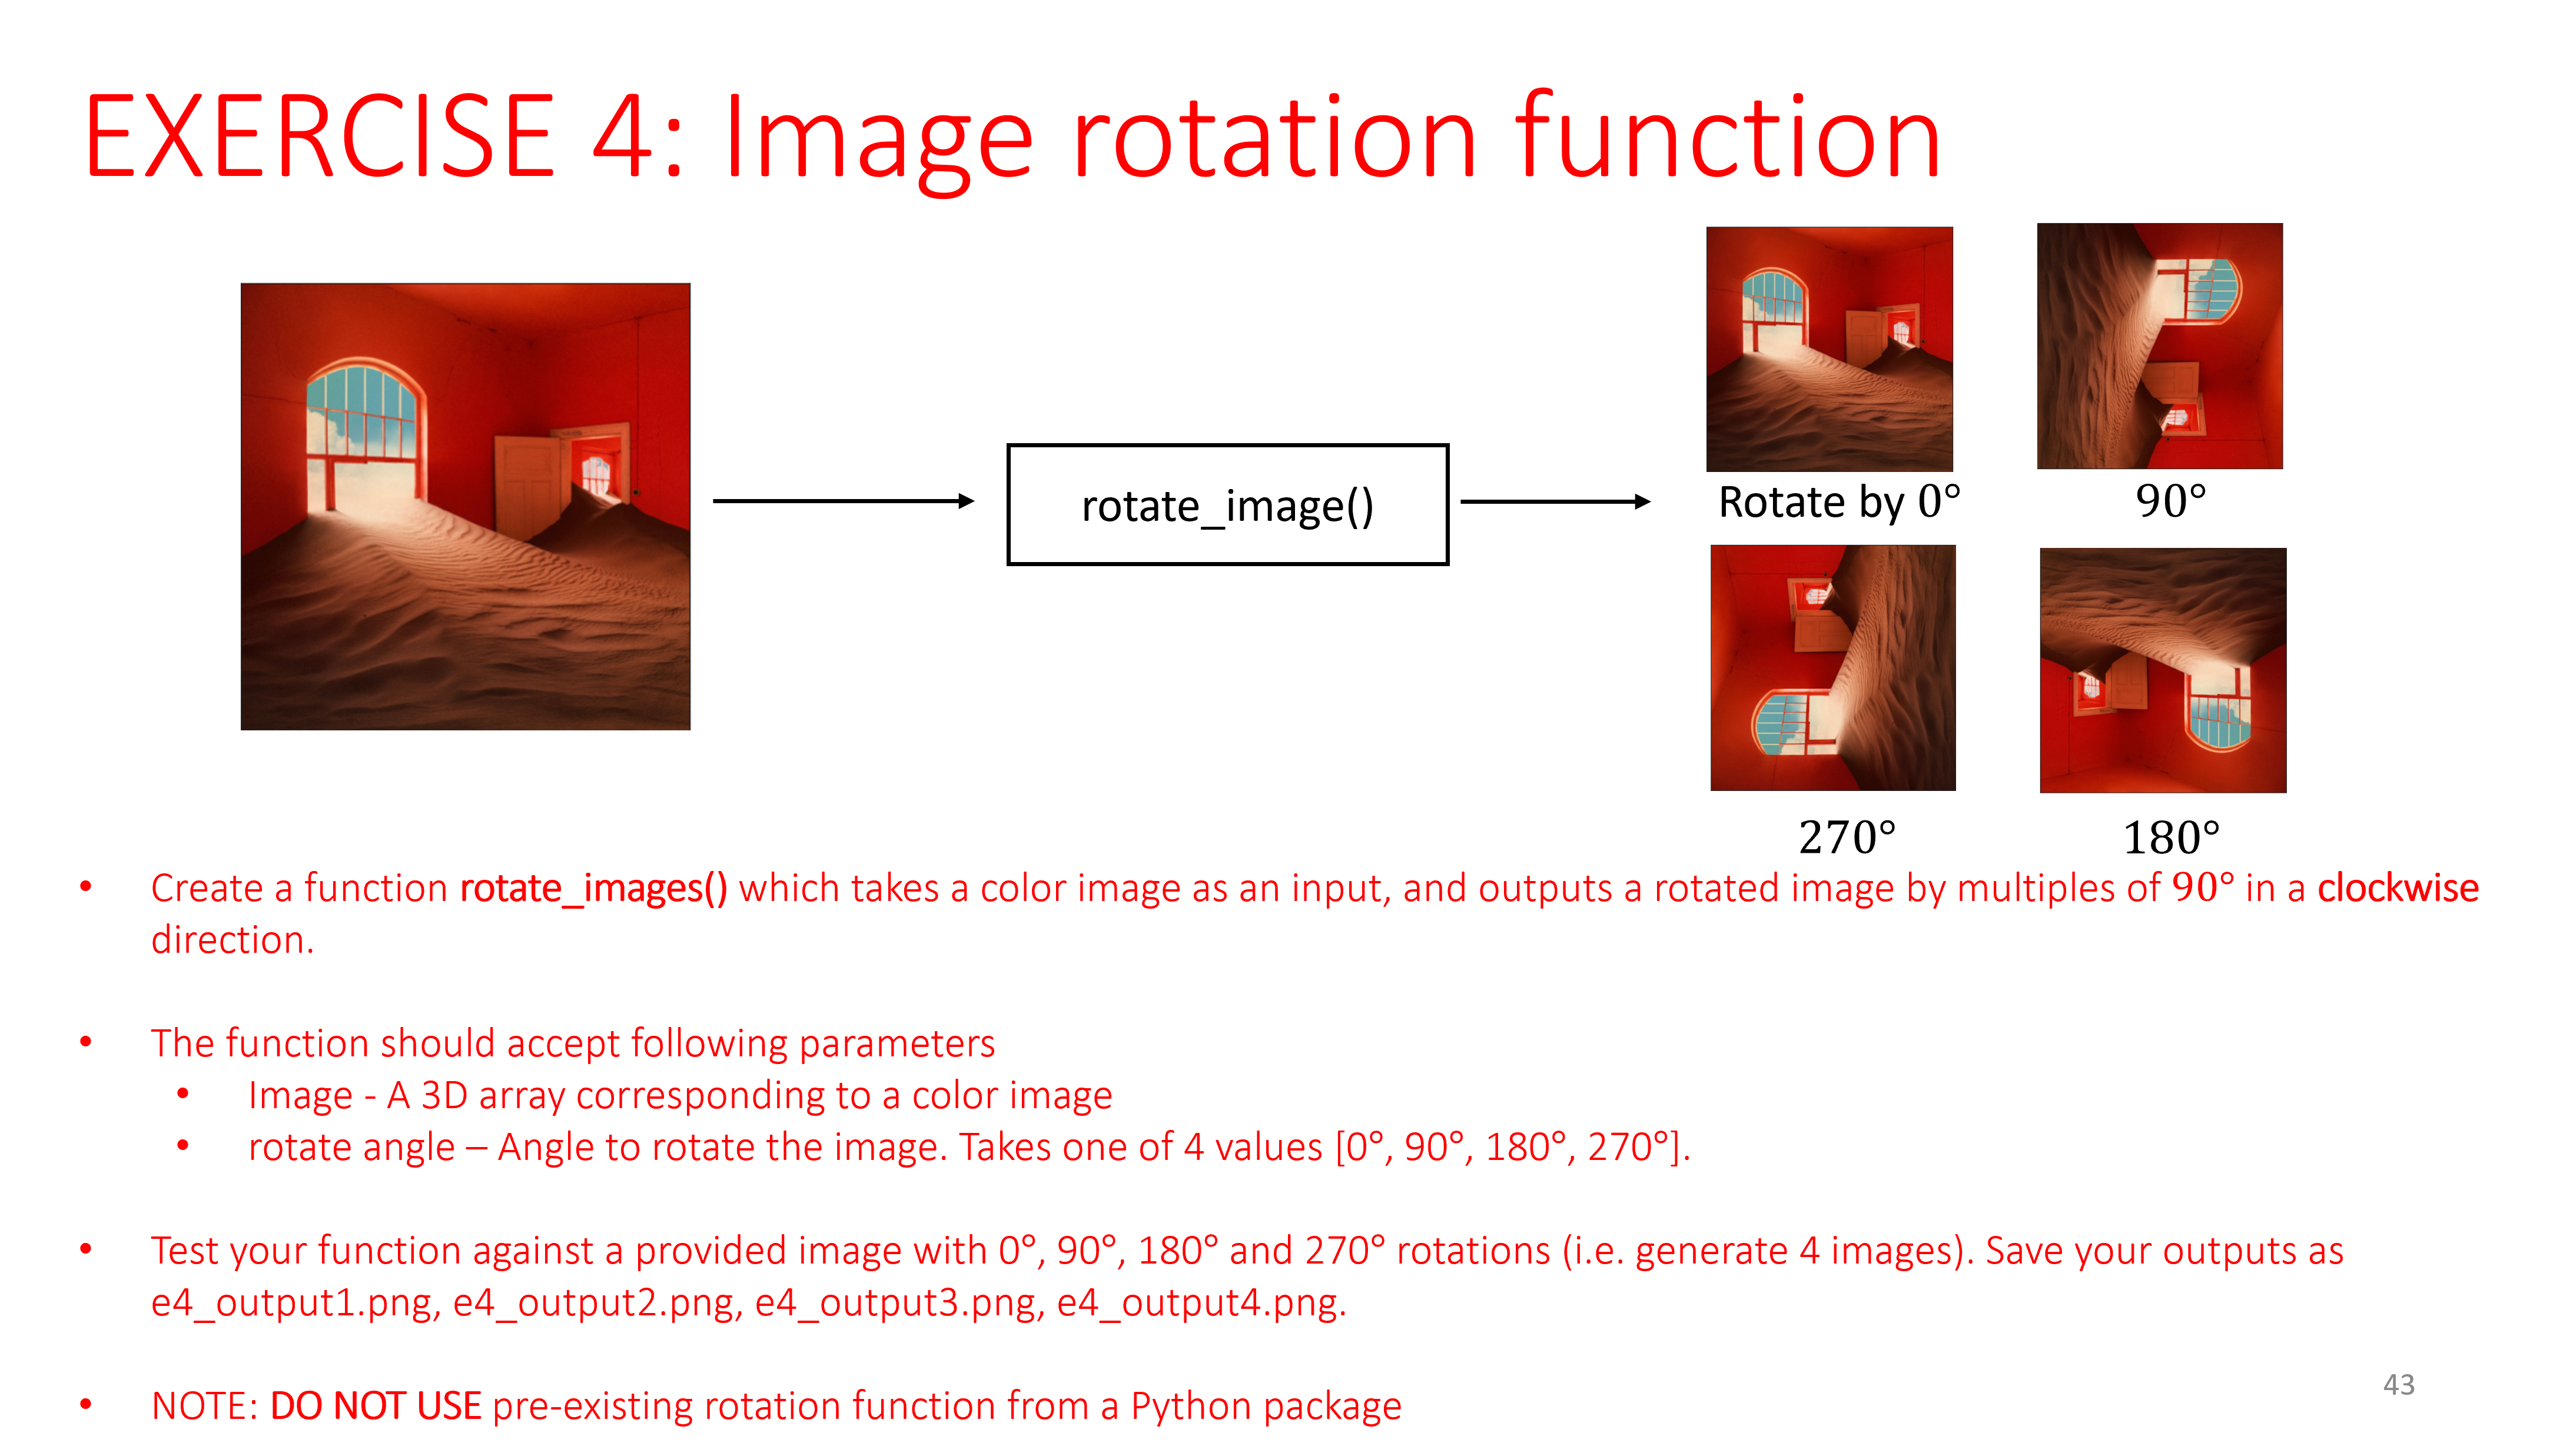 EXERCISE 4: Image rotation function
rotate_image()
Rotate by 0°
90°
270°
180°
• Create a function rotate_images() which takes a color image as an input, and outputs a rotated image by multiples of 90° in a clockwise
direction.
• The function should accept following parameters
• Image - A 3D array corresponding to a color image
• rotate angle – Angle to rotate the image. Takes one of 4 values [0°, 90°, 180°, 270°].
• Test your function against a provided image with 0°, 90°, 180° and 270° rotations (i.e. generate 4 images). Save your outputs as
e4_output1.png, e4_output2.png, e4_output3.png, e4_output4.png.
• NOTE: DO NOT USE pre-existing rotation function from a Python package
43